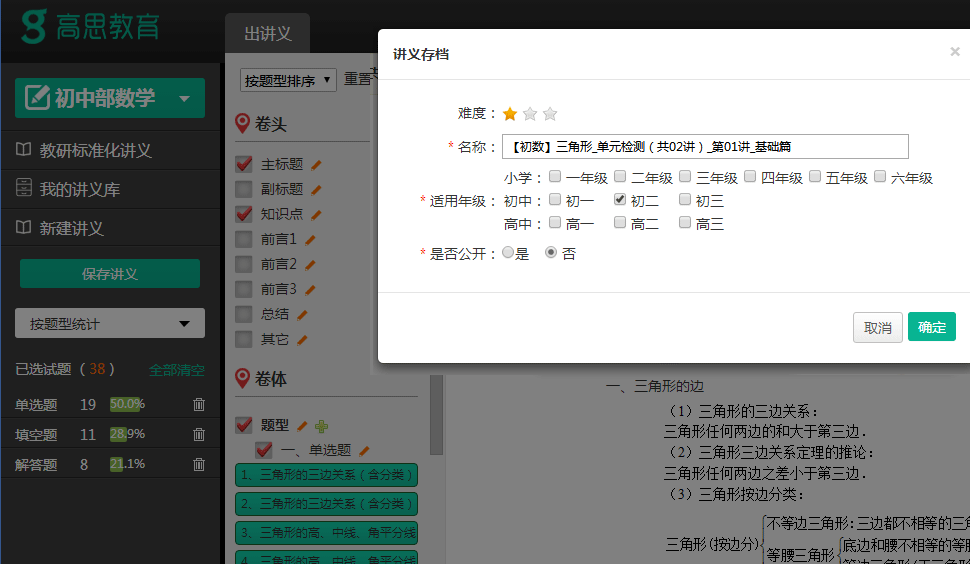 高思教育
出讲义
初中部数学
教研标准化讲义
我的讲义库
新建讲义
保存讲义
按题型统计
已选试题（38）
全部清空
单选题 19 50.0%
填空题 11 28.9%
解答题 8 21.1%
按题型排序 重置
卷头
主标题
副标题
知识点
前言1
前言2
前言3
总结
其它
卷体
题型
一、单选题
1、三角形的三边关系（含分类）
2、三角形的三边关系（含分类）
3、三角形的高、中线、角平分线
4、三角形的高、中线、角平分线
讲义存档
×
难度：
* 名称： 【初数】三角形_单元检测（共02讲）_第01讲_基础篇
小学： 一年级 二年级 三年级 四年级 五年级 六年级
* 适用年级： 初中： 初一 初二 初三
高中： 高一 高二 高三
* 是否公开： 是 否
取消 确定
一、三角形的边
（1）三角形的三边关系：
三角形任何两边的和大于第三边．
（2）三角形三边关系定理的推论：
三角形任何两边之差小于第三边．
（3）三角形按边分类：
不等边三角形：三边都不相等的三角
三角形(按边分)
等腰三角形
底边和腰不相等的等腰